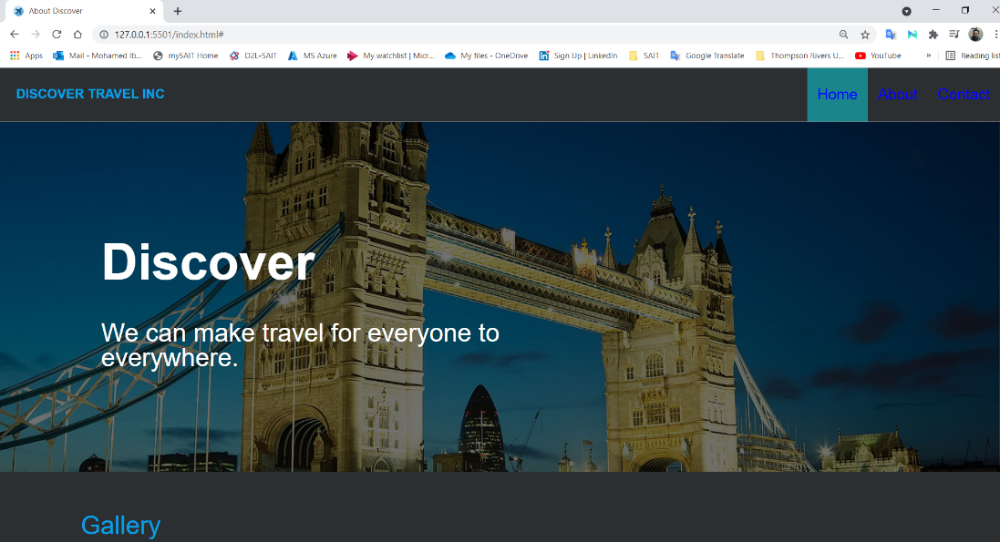 About Discover
127.0.0.1:5501/index.html#
Apps Mail - Mohamed Ib... mySAIT Home D2L-SAIT MS Azure My watchlist | Micr... My files - OneDrive Sign Up | LinkedIn SAIT Google Translate Thompson Rivers U... YouTube » Reading list
DISCOVER TRAVEL INC Home About Contact
Discover
We can make travel for everyone to
everywhere.
Gallery